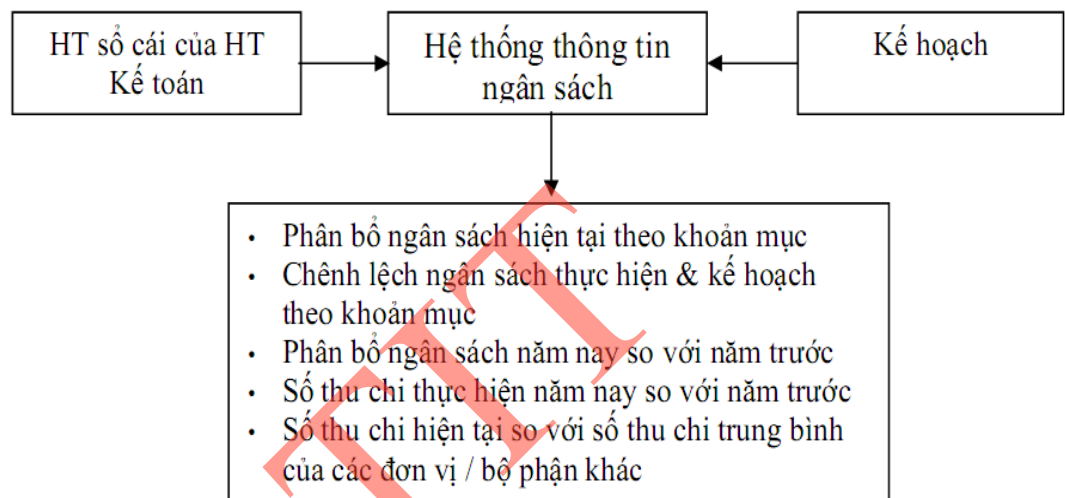 HT sổ cái của HT
Kế toán
Hệ thống thông tin
ngân sách
Kế hoạch
• Phân bổ ngân sách hiện tại theo khoản mục
• Chênh lệch ngân sách thực hiện & kế hoạch
theo khoản mục
• Phân bổ ngân sách năm nay so với năm trước
• Số thu chi thực hiện năm nay so với năm trước
• Số thu chi hiện tại so với số thu chi trung bình
của các đơn vị / bộ phận khác
TIT